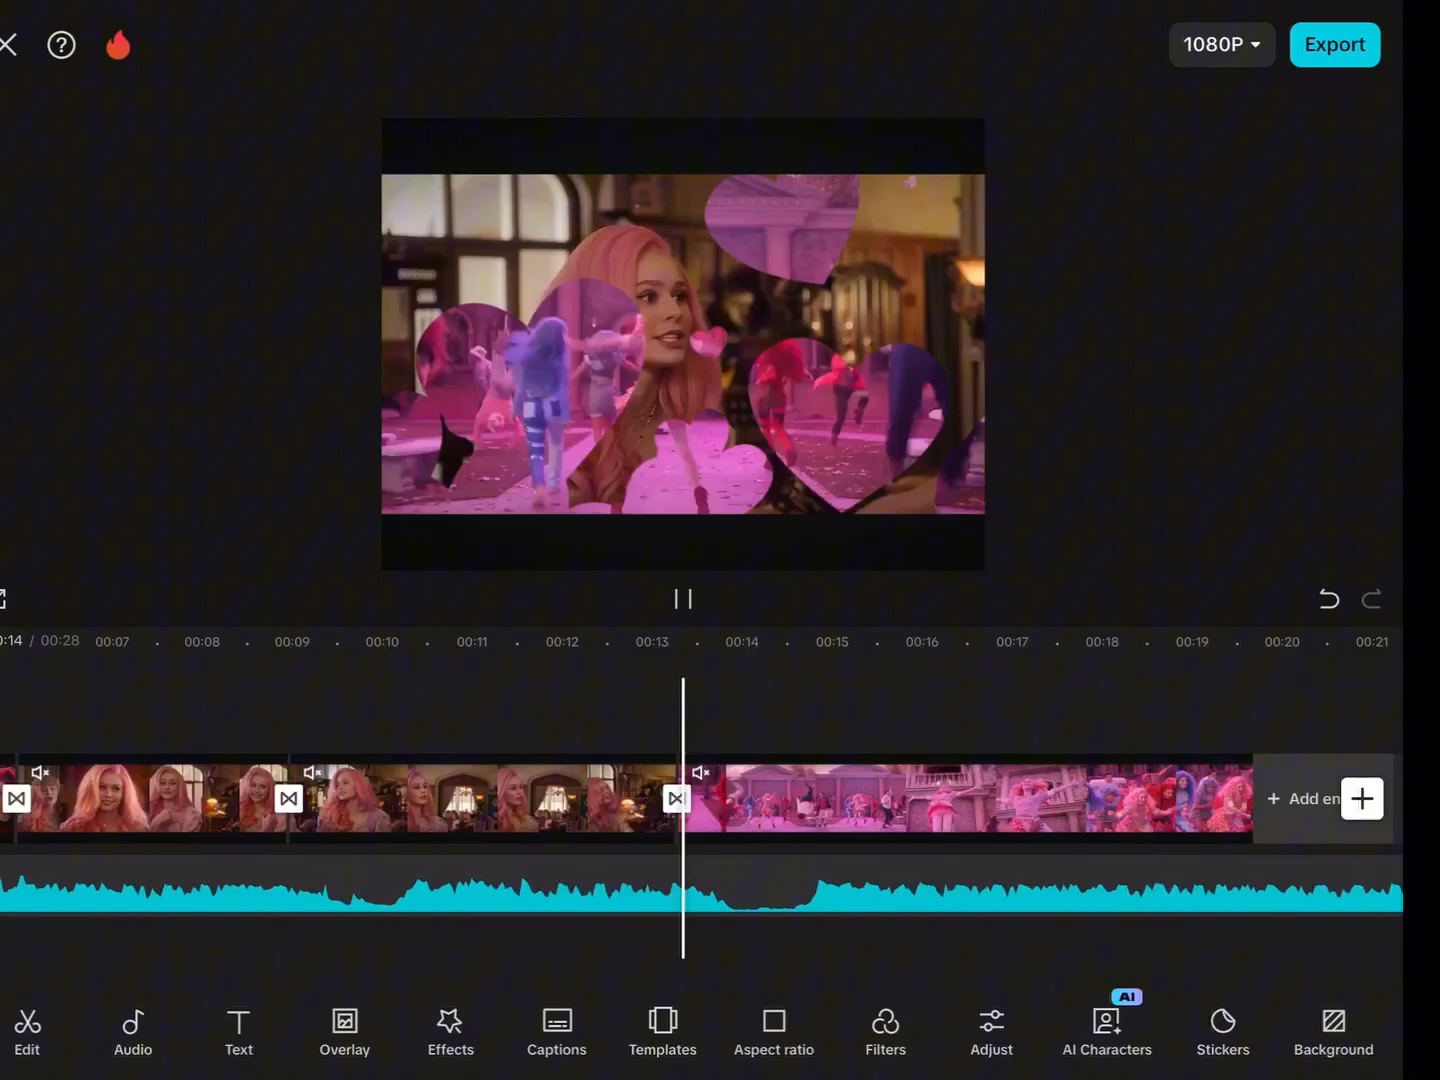 1080P
Export
0:14 / 00:28
00:07
00:08
00:09
00:10
00:11
00:12
00:13
00:14
00:15
00:16
00:17
00:18
00:19
00:20
00:21
+ Add en
AI
Edit
Audio
Text
Overlay
Effects
Captions
Templates
Aspect ratio
Filters
Adjust
AI Characters
Stickers
Background